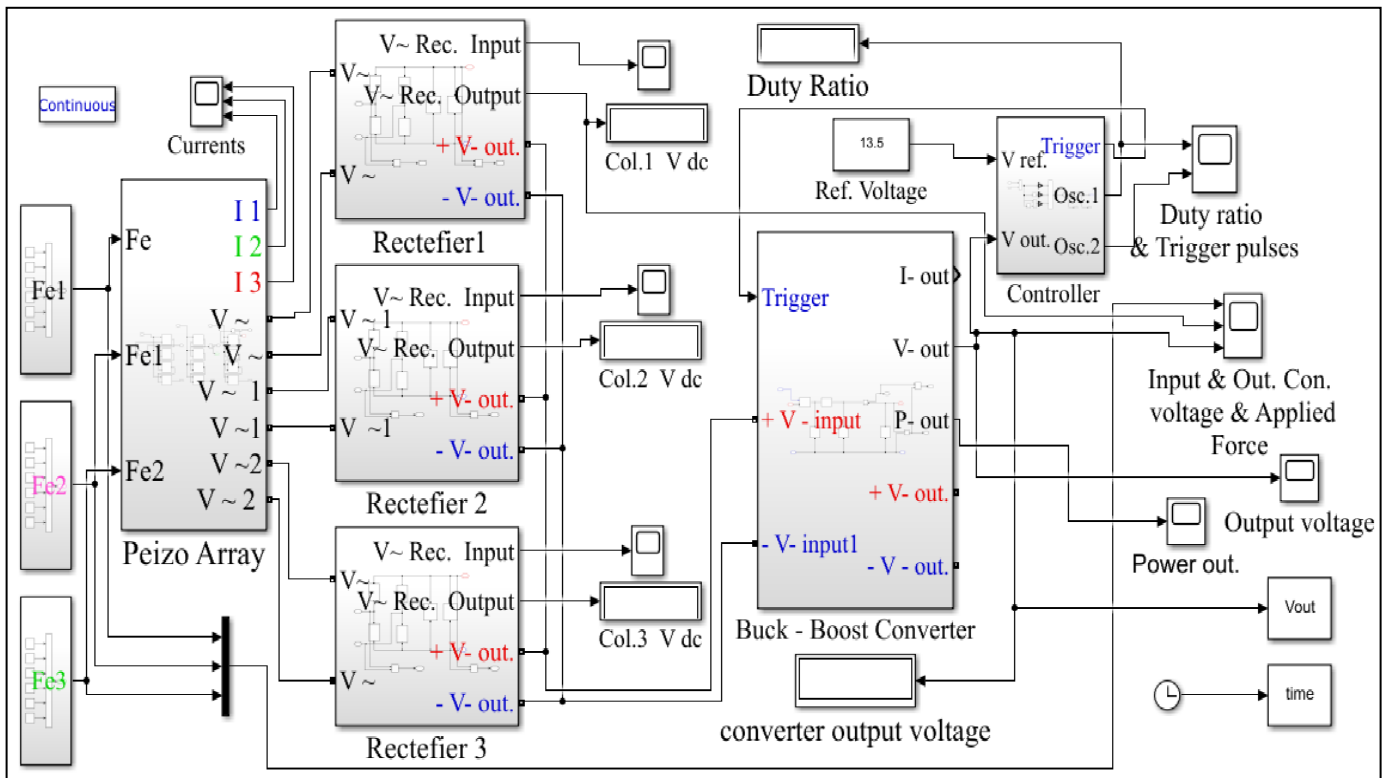 Continuous
Currents
Fe1
Fe2
Fe3
Fe
Fe1
Fe2
I 1
I 2
I 3
V ~
V ~
V ~ 1
V ~1
V ~2
V ~ 2
Peizo Array
V~
V ~
V~ Rec. Input
V~ Rec. Output
+ V- out.
- V- out.
Rectefier1
Col.1 V dc
V ~ 1
V ~1
V~ Rec. Input
V~ Rec. Output
+ V- out.
- V- out.
Rectefier 2
Col.2 V dc
V~
V ~
V~ Rec. Input
V~ Rec. Output
+ V- out.
- V- out.
Rectefier 3
Col.3 V dc
Duty Ratio
13.5
Ref. Voltage
V ref.
V out.
Trigger
Osc.1
Osc.2
Controller
Duty ratio
& Trigger pulses
Trigger
+ V - input
- V- input1
I- out
V- out
P- out
+ V- out.
- V - out.
Buck - Boost Converter
Input & Out. Con.
voltage & Applied
Force
Output voltage
Power out.
Vout
time
converter output voltage